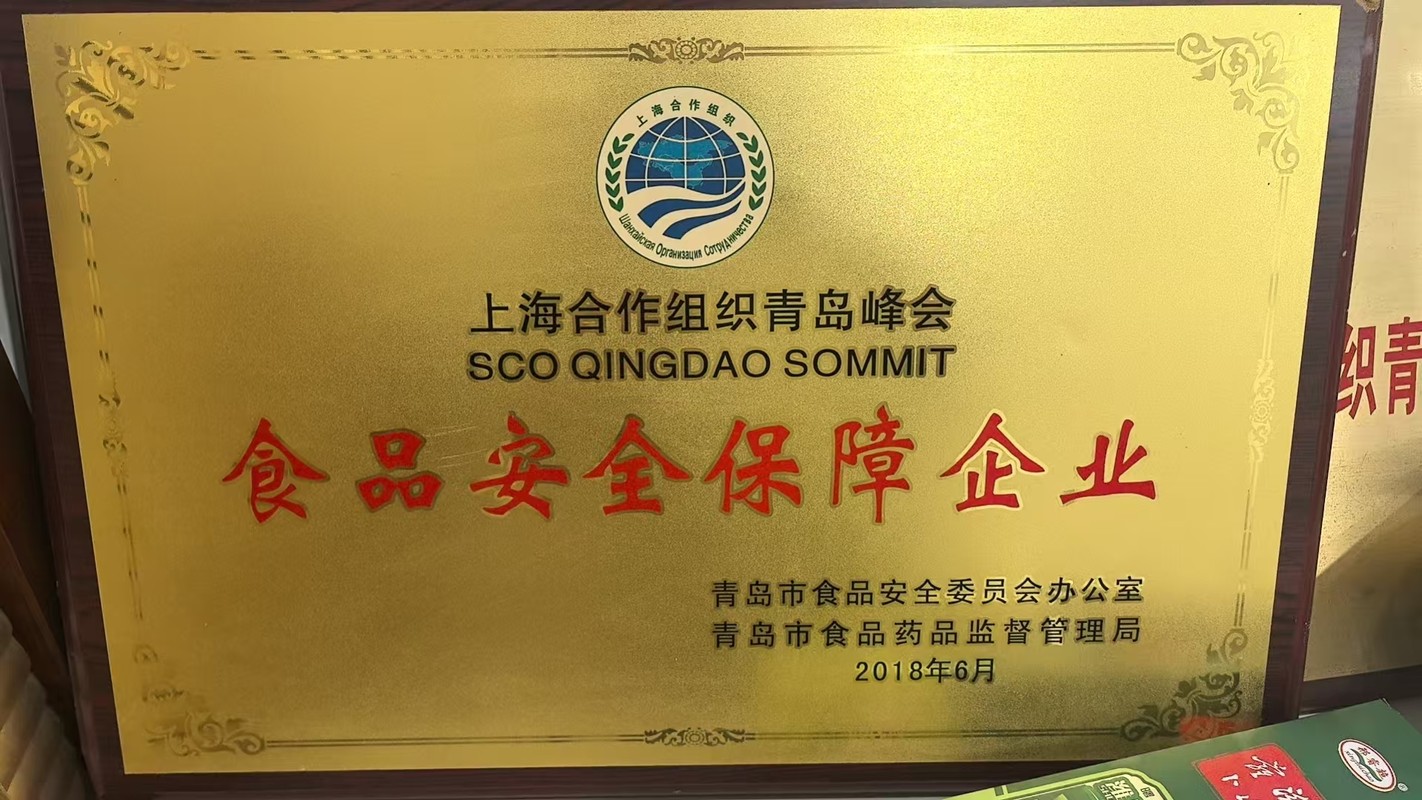 上海合作组织
Шанхайская Организация Сотрудничества
上海合作组织青岛峰会
SCO QINGDAO SOMMIT
食品安全保障企业
青岛市食品安全委员会办公室
青岛市食品药品监督管理局
2018年6月
织青